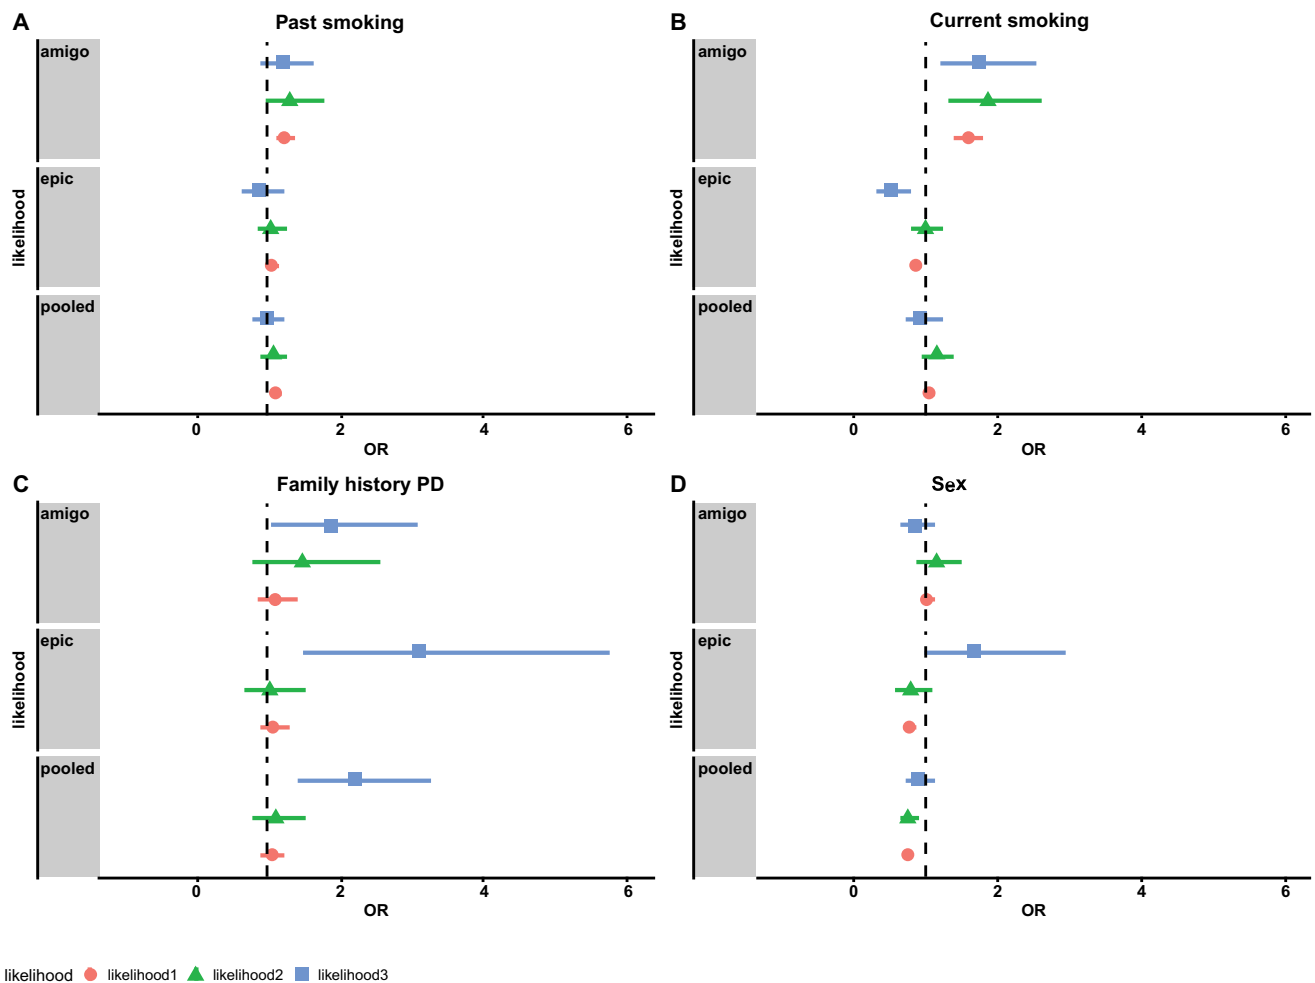 A Past smoking
amigo
epic
pooled
likelihood
0 2 4 6
OR
B Current smoking
amigo
epic
pooled
likelihood
0 2 4 6
OR
C Family history PD
amigo
epic
pooled
likelihood
0 2 4 6
OR
D Sex
amigo
epic
pooled
likelihood
0 2 4 6
OR
likelihood likelihood1 likelihood2 likelihood3